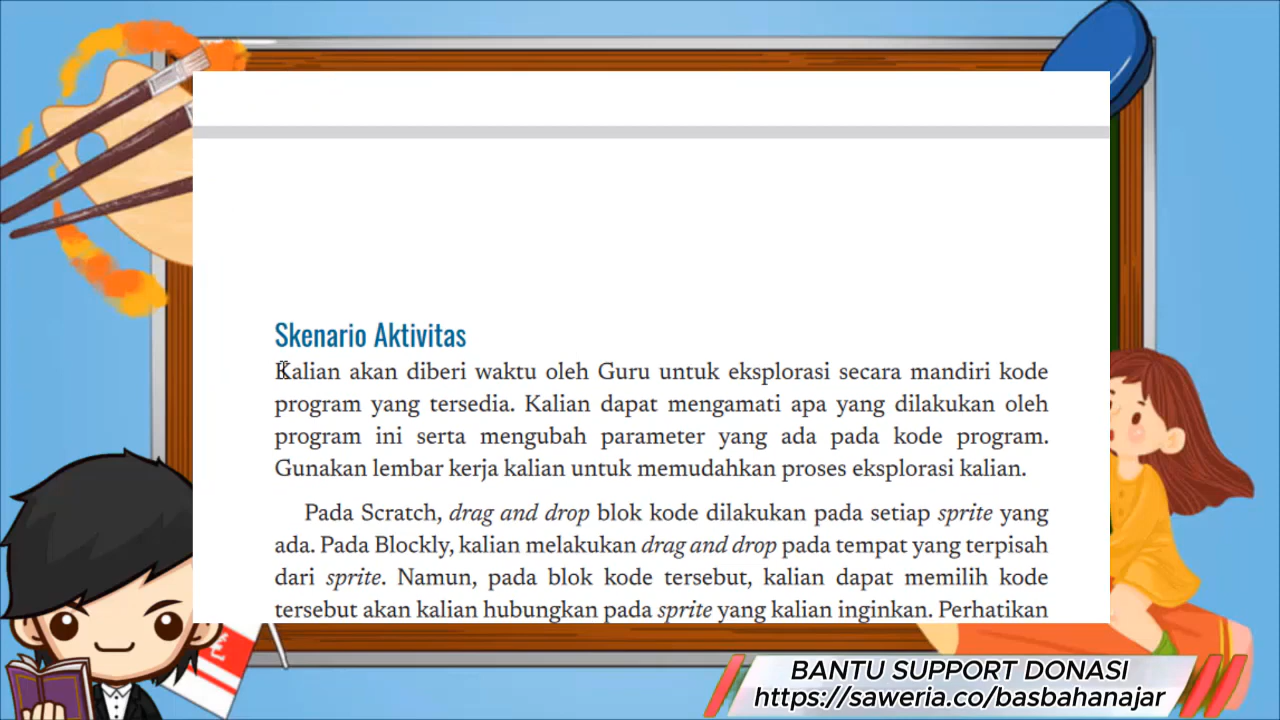 Skenario Aktivitas
Kalian akan diberi waktu oleh Guru untuk eksplorasi secara mandiri kode
program yang tersedia. Kalian dapat mengamati apa yang dilakukan oleh
program ini serta mengubah parameter yang ada pada kode program.
Gunakan lembar kerja kalian untuk memudahkan proses eksplorasi kalian.
Pada Scratch, drag and drop blok kode dilakukan pada setiap sprite yang
ada. Pada Blockly, kalian melakukan drag and drop pada tempat yang terpisah
dari sprite. Namun, pada blok kode tersebut, kalian dapat memilih kode
tersebut akan kalian hubungkan pada sprite yang kalian inginkan. Perhatikan
BANTU SUPPORT DONASI
https://saweria.co/basbahanajar